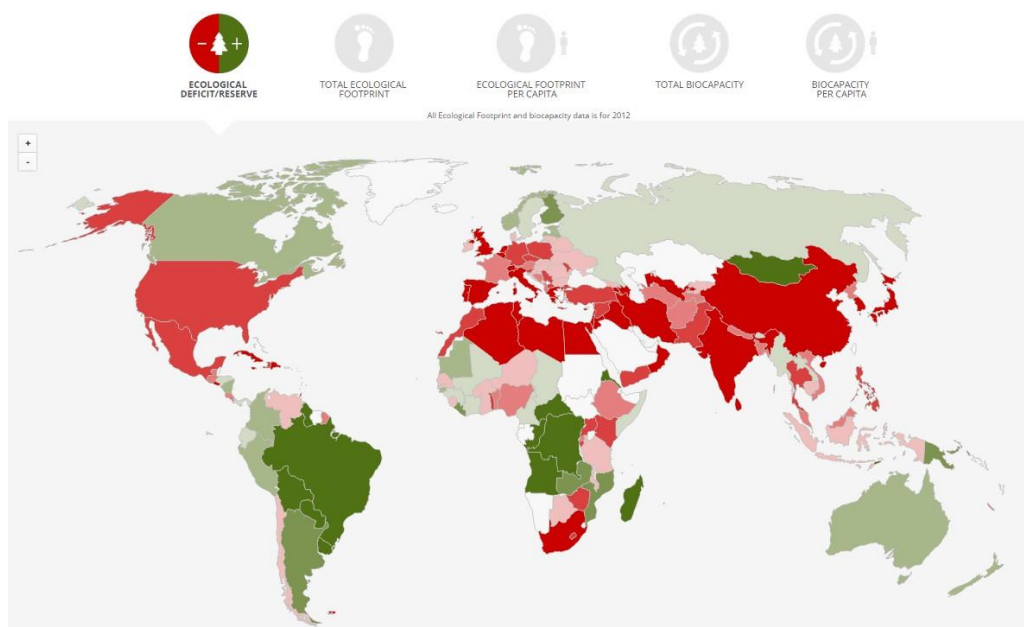 - +
ECOLOGICAL
DEFICIT/RESERVE
TOTAL ECOLOGICAL
FOOTPRINT
ECOLOGICAL FOOTPRINT
PER CAPITA
TOTAL BIOCAPACITY
BIOCAPACITY
PER CAPITA
All Ecological Footprint and biocapacity data is for 2012
+
-